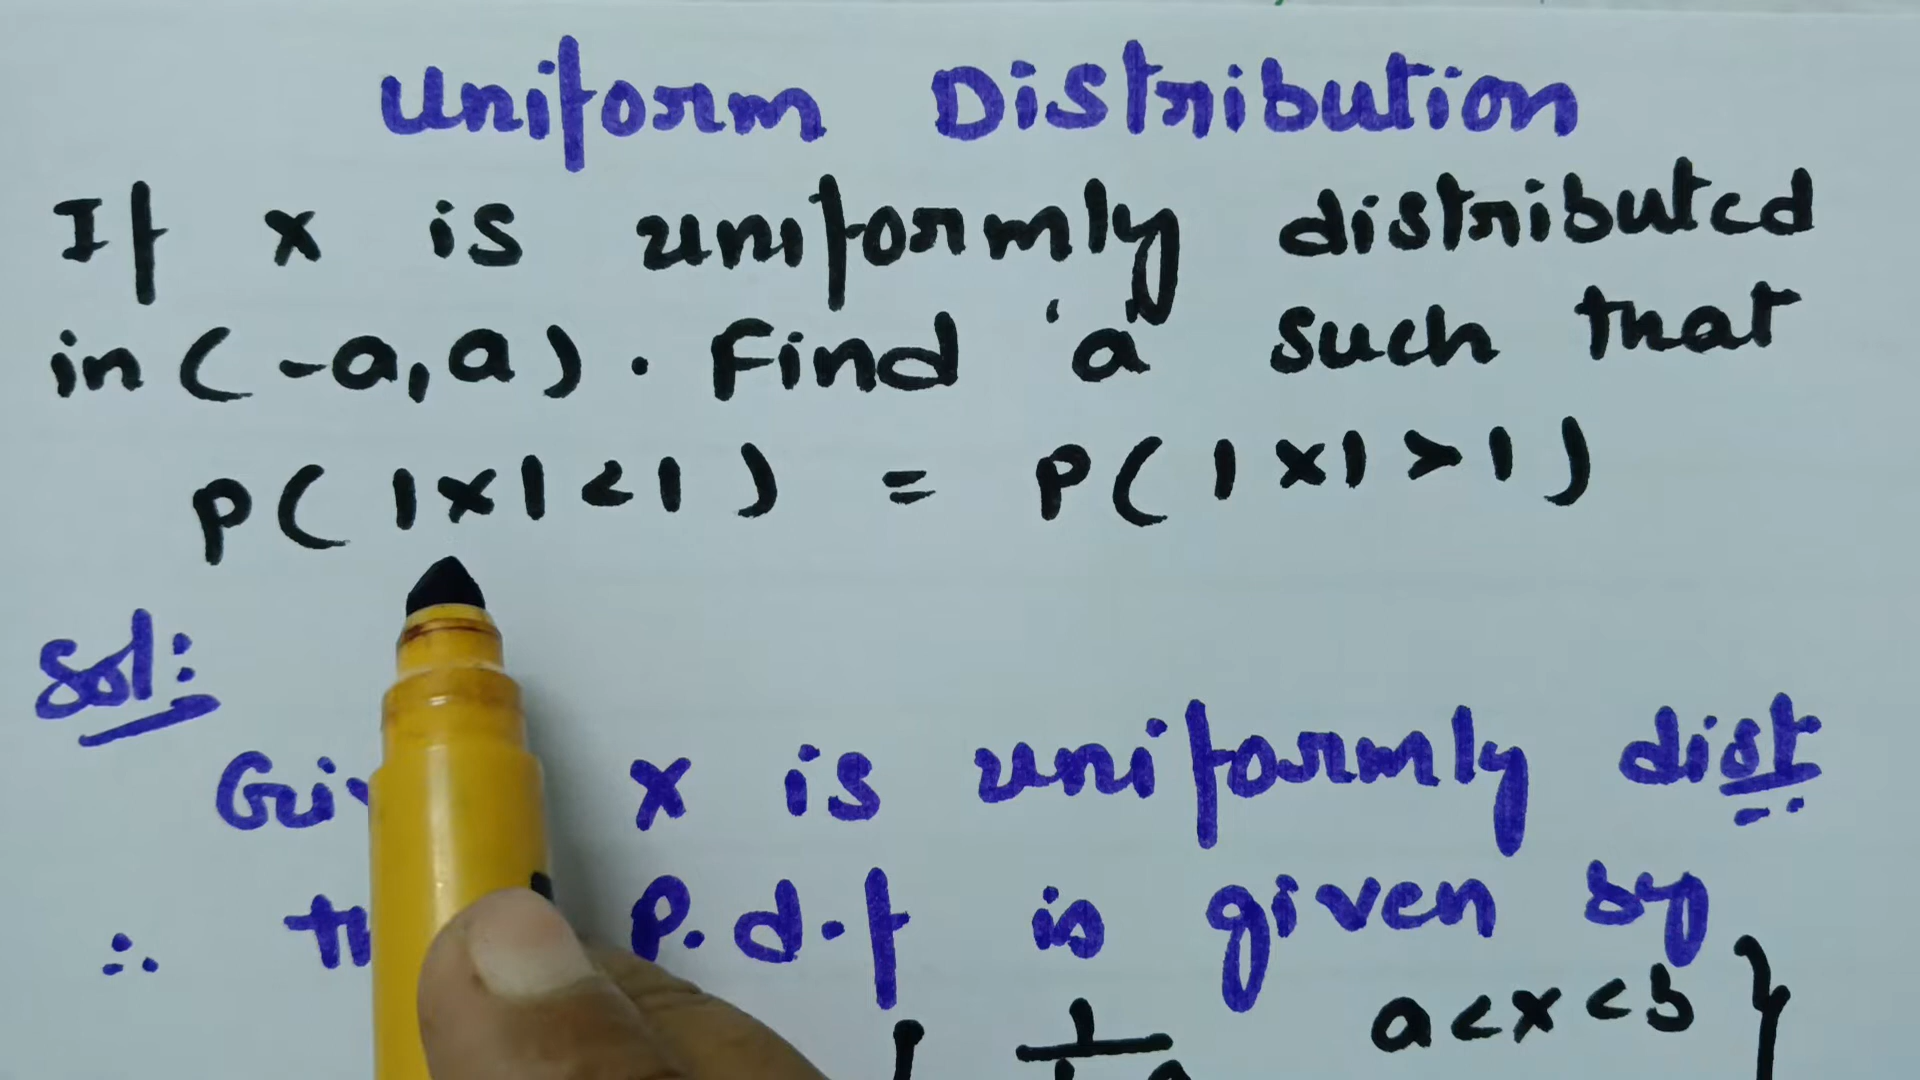 Uniform Distribution
If x is uniformly distributed
in (-a, a). Find 'a' such that
P(|x|<1) = P(|x|>1)
Sol:
x is uniformly dist
∴ P.d.f is given by
a<x<b }
{ 1